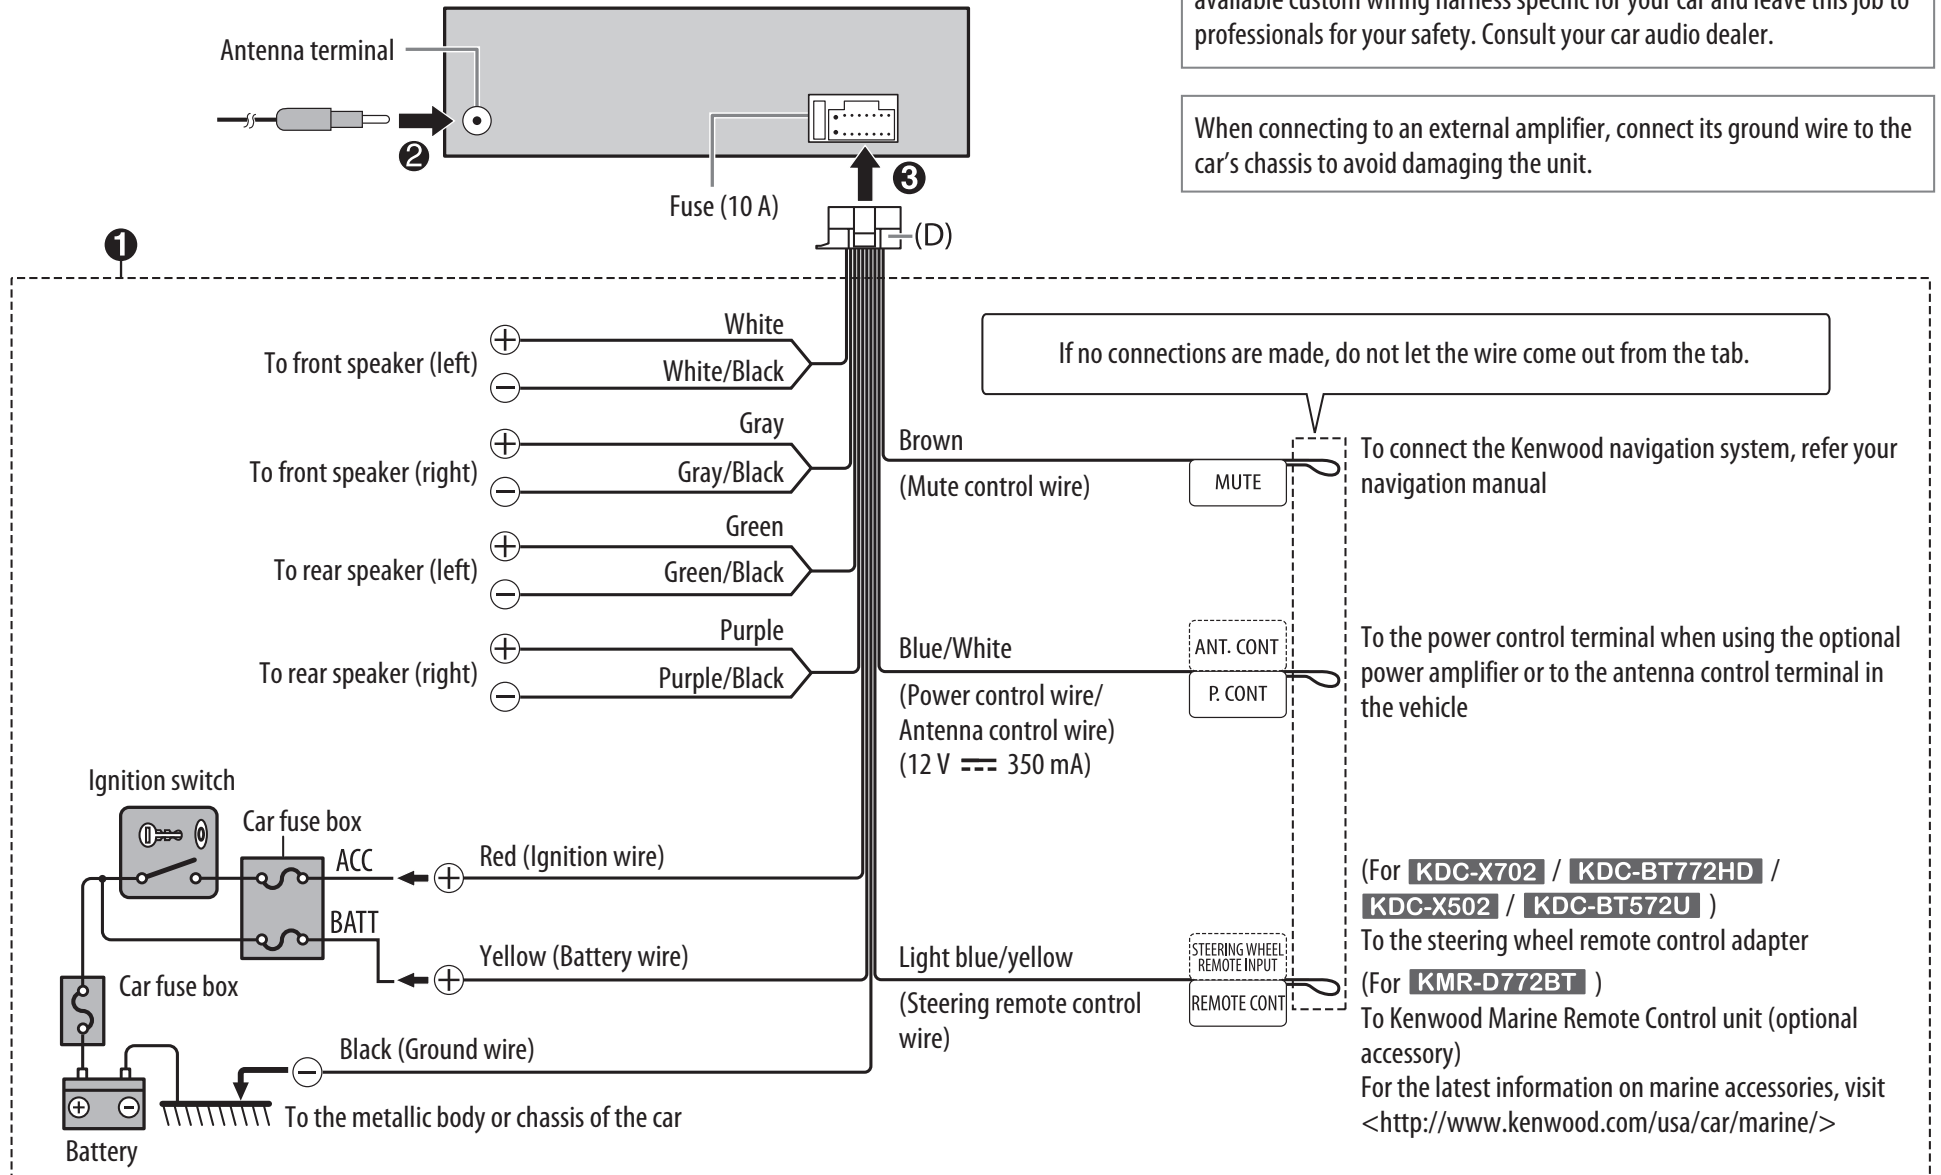 available custom wiring harness specific for your car and leave this job to
professionals for your safety. Consult your car audio dealer.
When connecting to an external amplifier, connect its ground wire to the
car's chassis to avoid damaging the unit.
Antenna terminal
❷
❸
Fuse (10 A)
(D)
❶
White
To front speaker (left)
White/Black
Gray
To front speaker (right)
Gray/Black
Green
To rear speaker (left)
Green/Black
Purple
To rear speaker (right)
Purple/Black
If no connections are made, do not let the wire come out from the tab.
Brown
(Mute control wire)
MUTE
To connect the Kenwood navigation system, refer your
navigation manual
Blue/White
(Power control wire/
Antenna control wire)
(12 V ⎓ 350 mA)
ANT. CONT
P. CONT
To the power control terminal when using the optional
power amplifier or to the antenna control terminal in
the vehicle
Ignition switch
Car fuse box
ACC
Red (Ignition wire)
BATT
Yellow (Battery wire)
Car fuse box
Black (Ground wire)
To the metallic body or chassis of the car
Battery
Light blue/yellow
(Steering remote control
wire)
STEERING WHEEL
REMOTE INPUT
REMOTE CONT
(For KDC-X702 / KDC-BT772HD /
KDC-X502 / KDC-BT572U )
To the steering wheel remote control adapter
(For KMR-D772BT )
To Kenwood Marine Remote Control unit (optional
accessory)
For the latest information on marine accessories, visit
<http://www.kenwood.com/usa/car/marine/>